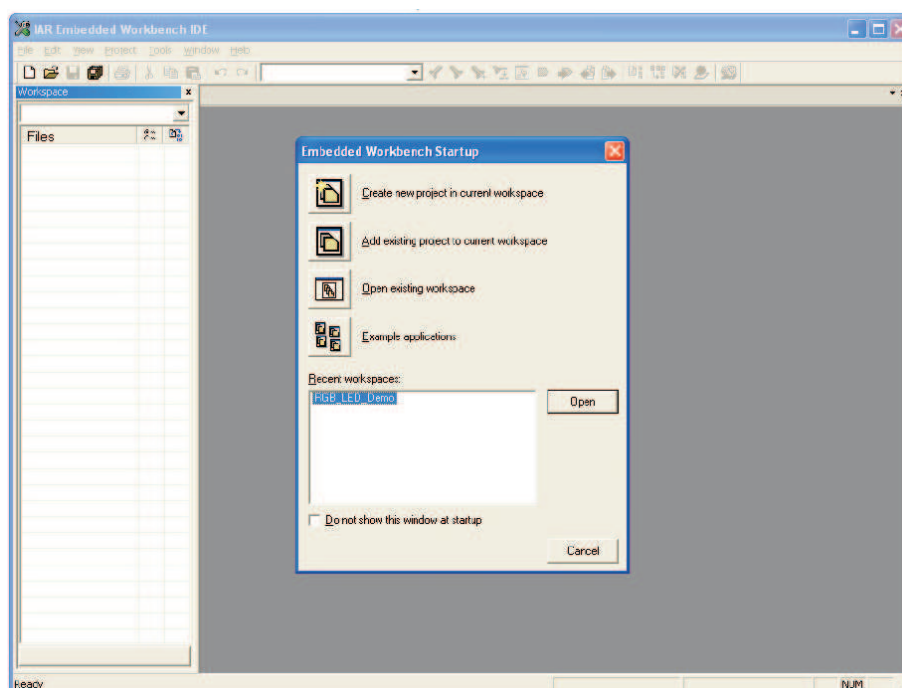 IAR Embedded Workbench IDE
File Edit View Project Tools Window Help
Workspace
Files
Embedded Workbench Startup
Create new project in current workspace
Add existing project to current workspace
Open existing workspace
Example applications
Recent workspaces:
RGB_LED_Demo
Open
Do not show this window at startup
Cancel
Ready
NUM